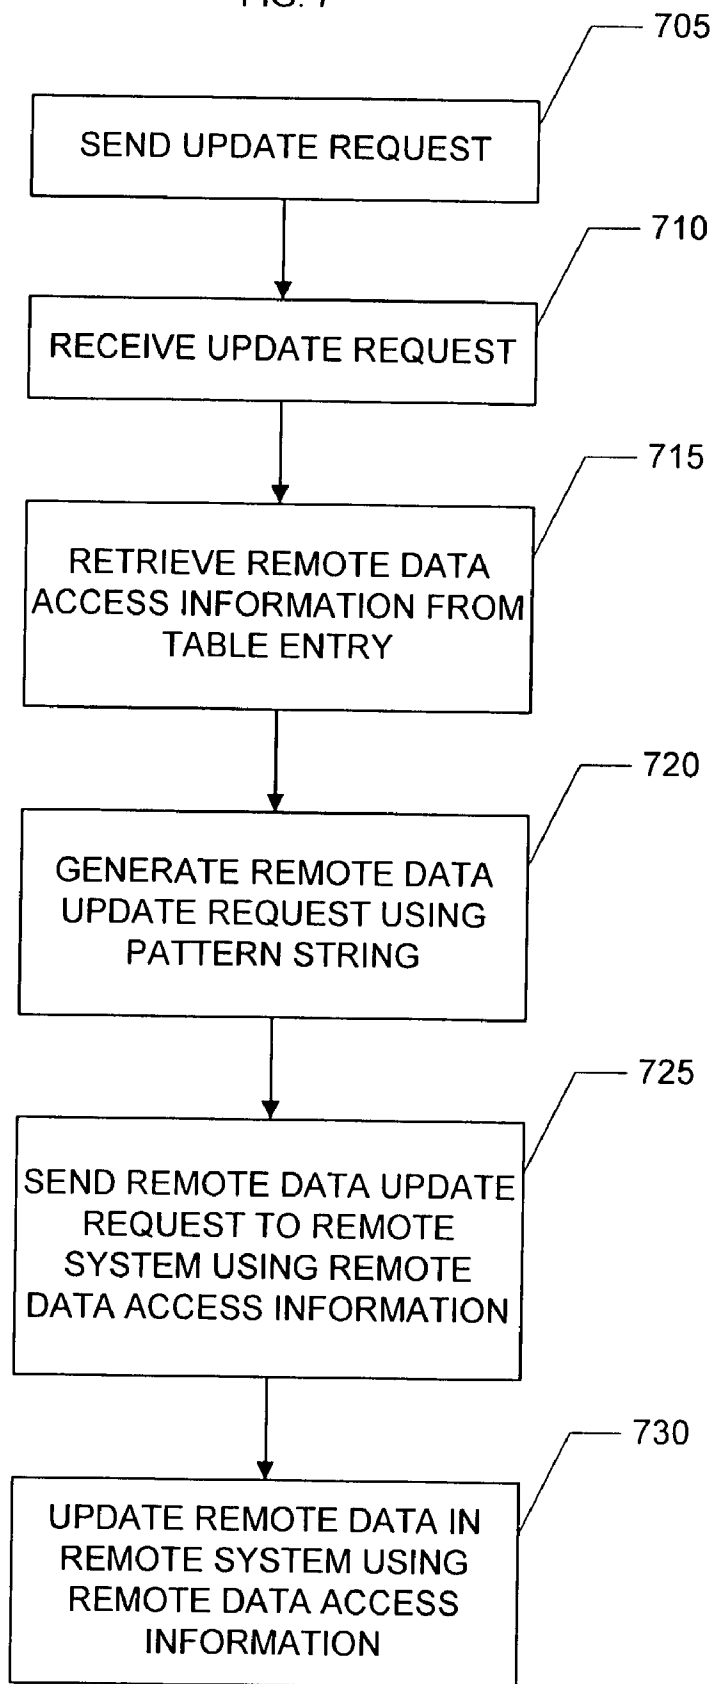 FIG. 7
705
SEND UPDATE REQUEST
710
RECEIVE UPDATE REQUEST
715
RETRIEVE REMOTE DATA
ACCESS INFORMATION FROM
TABLE ENTRY
720
GENERATE REMOTE DATA
UPDATE REQUEST USING
PATTERN STRING
725
SEND REMOTE DATA UPDATE
REQUEST TO REMOTE
SYSTEM USING REMOTE
DATA ACCESS INFORMATION
730
UPDATE REMOTE DATA IN
REMOTE SYSTEM USING
REMOTE DATA ACCESS
INFORMATION